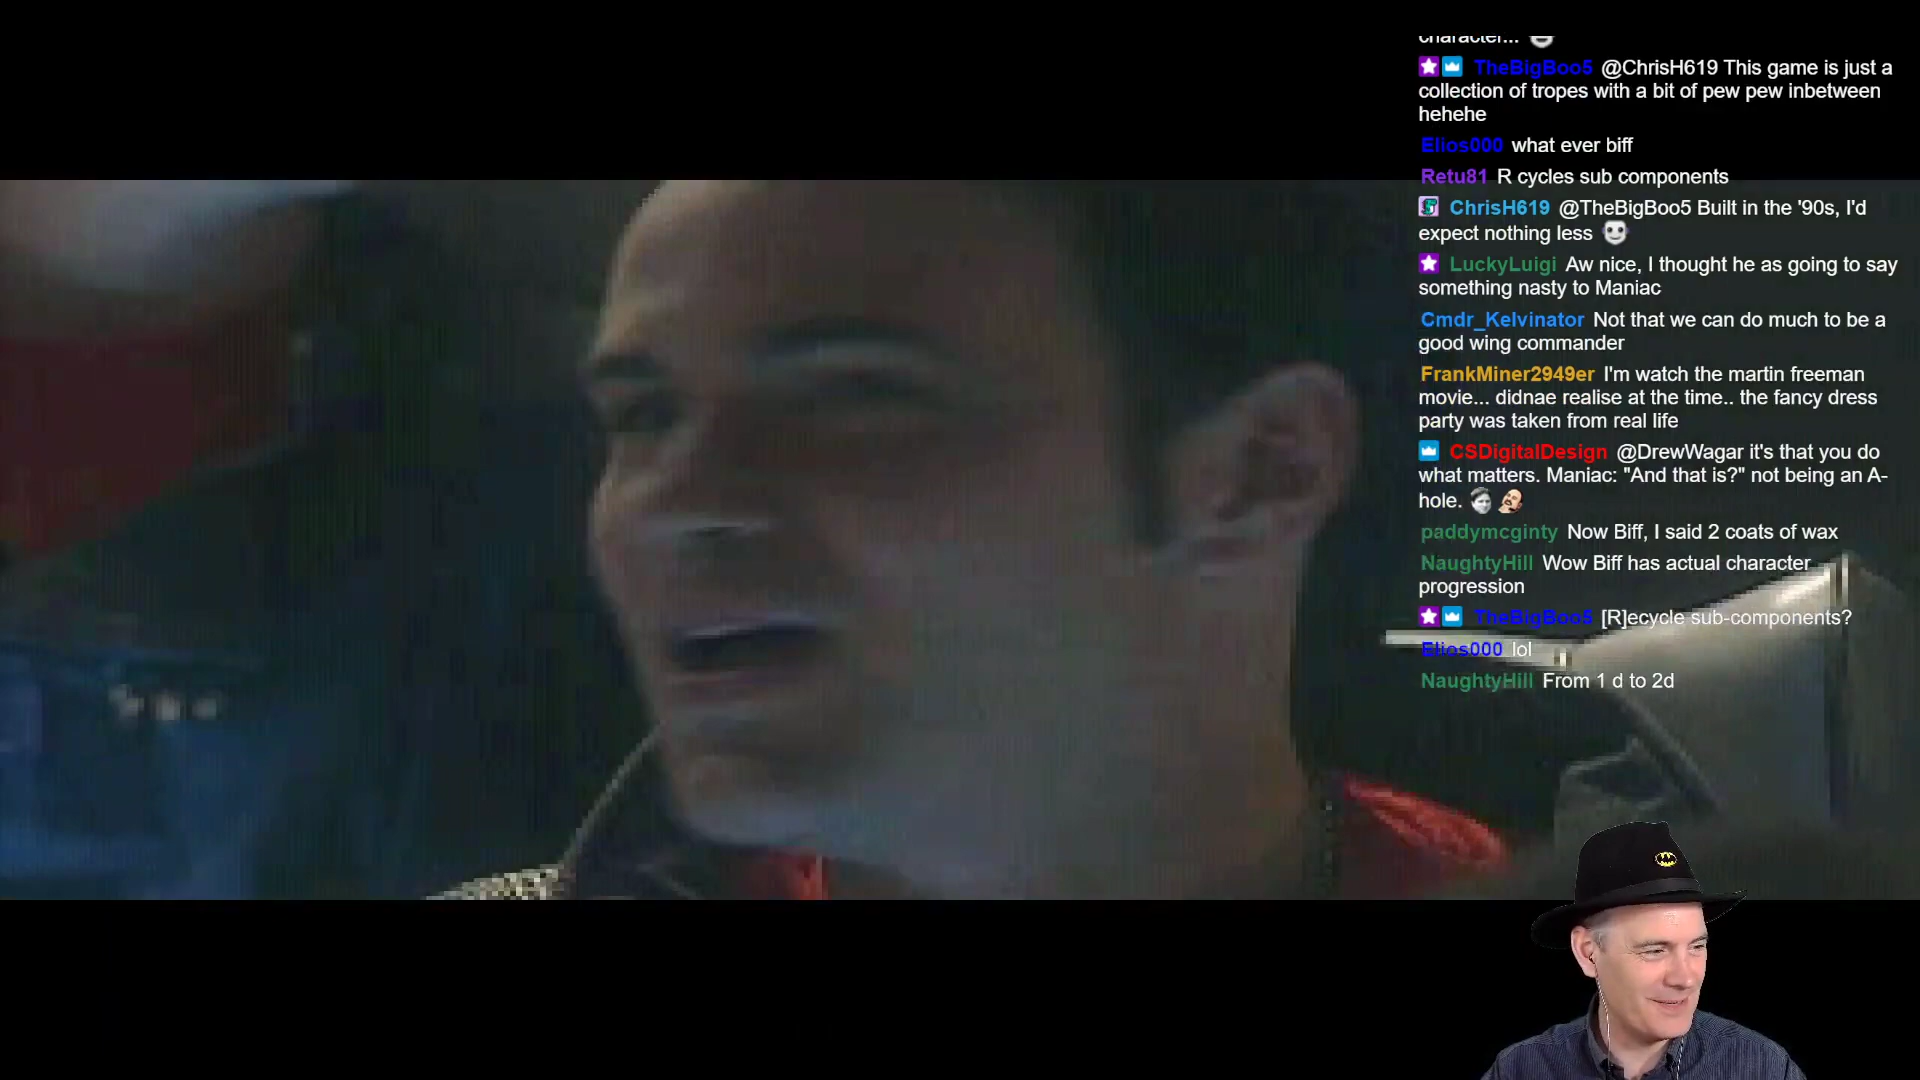 character...
TheBigBoo5 @ChrisH619 This game is just a
collection of tropes with a bit of pew pew inbetween
hehehe
Elios000 what ever biff
Retu81 R cycles sub components
ChrisH619 @TheBigBoo5 Built in the '90s, I'd
expect nothing less
LuckyLuigi Aw nice, I thought he as going to say
something nasty to Maniac
Cmdr_Kelvinator Not that we can do much to be a
good wing commander
FrankMiner2949er I'm watch the martin freeman
movie... didnae realise at the time.. the fancy dress
party was taken from real life
CSDigitalDesign @DrewWagar it's that you do
what matters. Maniac: "And that is?" not being an A-
hole.
paddymcginty Now Biff, I said 2 coats of wax
NaughtyHill Wow Biff has actual character
progression
TheBigBoo5 [R]ecycle sub-components?
Elios000 lol
NaughtyHill From 1 d to 2d